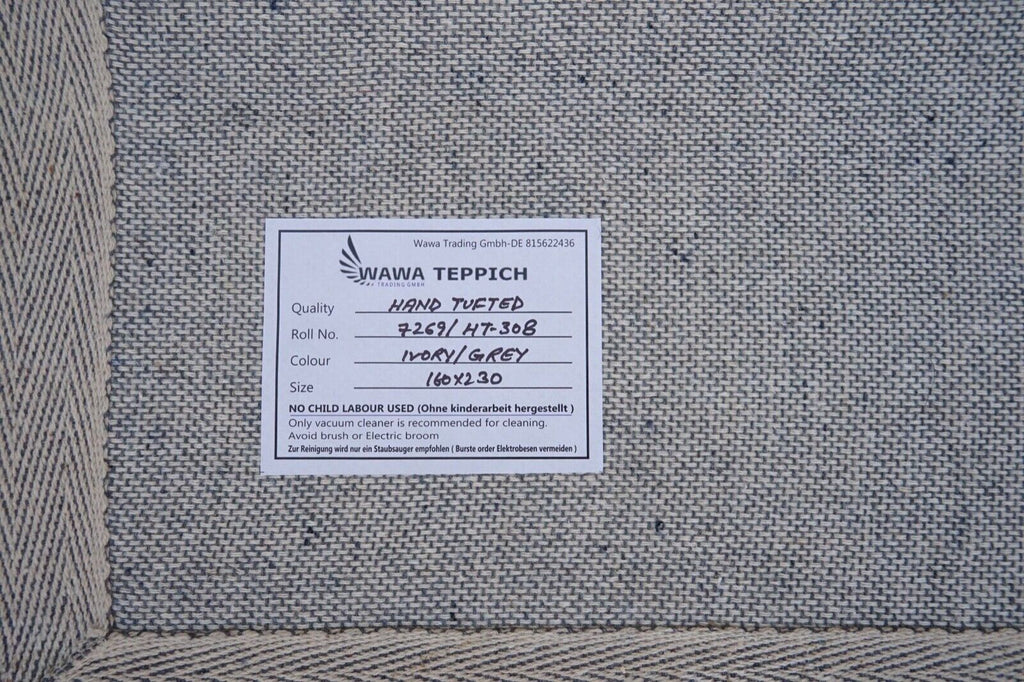 Wawa Trading Gmbh-DE 815622436
WAWA TEPPICH
TRADING GMBH
Quality HAND TUFTED
Roll No. 7269/HT-308
Colour IVORY/GREY
Size 160X230
NO CHILD LABOUR USED (Ohne kinderarbeit hergestellt )
Only vacuum cleaner is recommended for cleaning.
Avoid brush or Electric broom
Zur Reinigung wird nur ein Staubsauger empfohlen ( Burste order Elektrobesen vermeiden )